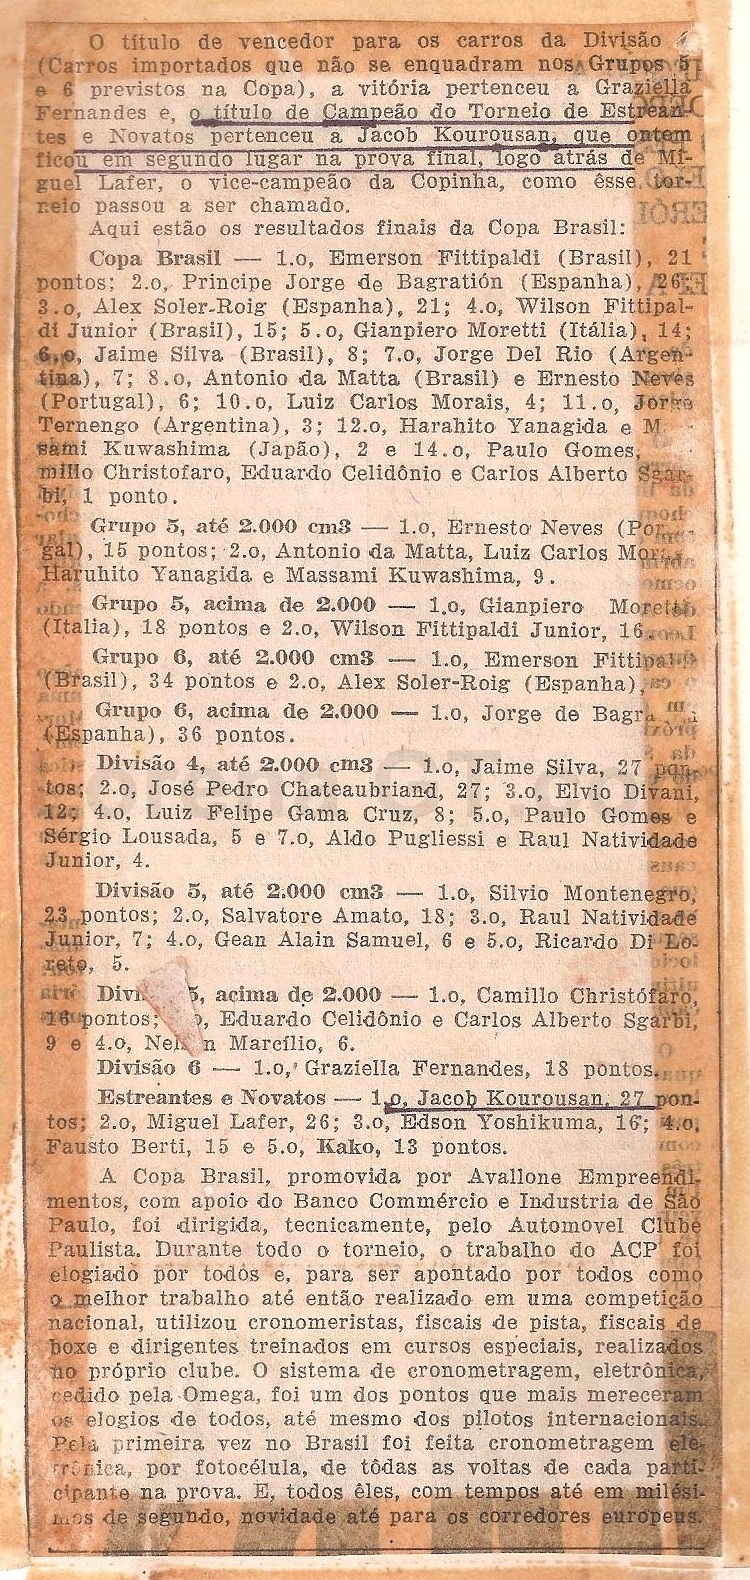 O título de vencedor para os carros da Divisão
(Carros importados que não se enquadram nos Grupos 5
e 6 previstos na Copa), a vitória pertenceu a Graziella
Fernandes e, o título de Campeão do Torneio de Estrean-
tes e Novatos pertenceu a Jacob Kourousan, que ontem
ficou em segundo lugar na prova final, logo atrás de Mi-
guel Lafer, o vice-campeão da Copinha, como êsse tor-
neio passou a ser chamado.
Aqui estão os resultados finais da Copa Brasil:
Copa Brasil — 1.o, Emerson Fittipaldi (Brasil), 21
pontos; 2.o, Principe Jorge de Bagratión (Espanha), 26;
3.o, Alex Soler-Roig (Espanha), 21; 4.o, Wilson Fittipal-
di Junior (Brasil), 15; 5.o, Gianpiero Moretti (Itália), 14;
6.o, Jaime Silva (Brasil), 8; 7.o, Jorge Del Rio (Argen-
tina), 7; 8.o, Antonio da Matta (Brasil) e Ernesto Neves
(Portugal), 6; 10.o, Luiz Carlos Morais, 4; 11.o, Jorge
Ternengo (Argentina), 3; 12.o, Harahito Yanagida e
sami Kuwashima (Japão), 2 e 14.o, Paulo Gomes,
millo Christofaro, Eduardo Celidônio e Carlos Alberto Sgar-
bi, 1 ponto.
Grupo 5, até 2.000 cm3 — 1.o, Ernesto Neves (Por
gal), 15 pontos; 2.o, Antonio da Matta, Luiz Carlos
Haruhito Yanagida e Massami Kuwashima, 9.
Grupo 5, acima de 2.000 — 1.o, Gianpiero Moretti
(Italia), 18 pontos e 2.o, Wilson Fittipaldi Junior, 16.
Grupo 6, até 2.000 cm3 — 1.o, Emerson Fittipaldi
(Brasil), 34 pontos e 2.o, Alex Soler-Roig (Espanha),
Grupo 6, acima de 2.000 — 1.o, Jorge de Bagra
(Espanha), 36 pontos.
Divisão 4, até 2.000 cm3 — 1.o, Jaime Silva, 27 pon-
tos; 2.o, José Pedro Chateaubriand, 27; 3.o, Elvio Divani,
12; 4.o, Luiz Felipe Gama Cruz, 8; 5.o, Paulo Gomes e
Sérgio Lousada, 5 e 7.o, Aldo Pugliessi e Raul Natividade
Junior, 4.
Divisão 5, até 2.000 cm3 — 1.o, Silvio Montenegro,
23 pontos; 2.o, Salvatore Amato, 18; 3.o, Raul Natividade
Junior, 7; 4.o, Gean Alain Samuel, 6 e 5.o, Ricardo Di Lo-
reto, 5.
Divi 5, acima de 2.000 — 1.o, Camillo Christófaro,
16 pontos; o, Eduardo Celidônio e Carlos Alberto Sgarbi,
9 e 4.o, Nel n Marcílio, 6.
Divisão 6 — 1.o, Graziella Fernandes, 18 pontos.
Estreantes e Novatos — 1.o, Jacob Kourousan, 27 pon-
tos; 2.o, Miguel Lafer, 26; 3.o, Edson Yoshikuma, 16; 4.o,
Fausto Berti, 15 e 5.o, Kako, 13 pontos.
A Copa Brasil, promovida por Avallone Empreendi-
mentos, com apoio do Banco Commércio e Industria de São
Paulo, foi dirigida, tecnicamente, pelo Automovel Clube
Paulista. Durante todo o torneio, o trabalho do ACP foi
elogiado por todos e, para ser apontado por todos como
o melhor trabalho até então realizado em uma competição
nacional, utilizou cronomeristas, fiscais de pista, fiscais de
boxe e dirigentes treinados em cursos especiais, realizados
no próprio clube. O sistema de cronometragem, eletrônica,
cedido pela Omega, foi um dos pontos que mais mereceram
os elogios de todos, até mesmo dos pilotos internacionais.
Pela primeira vez no Brasil foi feita cronometragem ele-
trônica, por fotocélula, de tôdas as voltas de cada parti-
cipante na prova. E, todos êles, com tempos até em milési-
mos de segundo, novidade até para os corredores europeus.